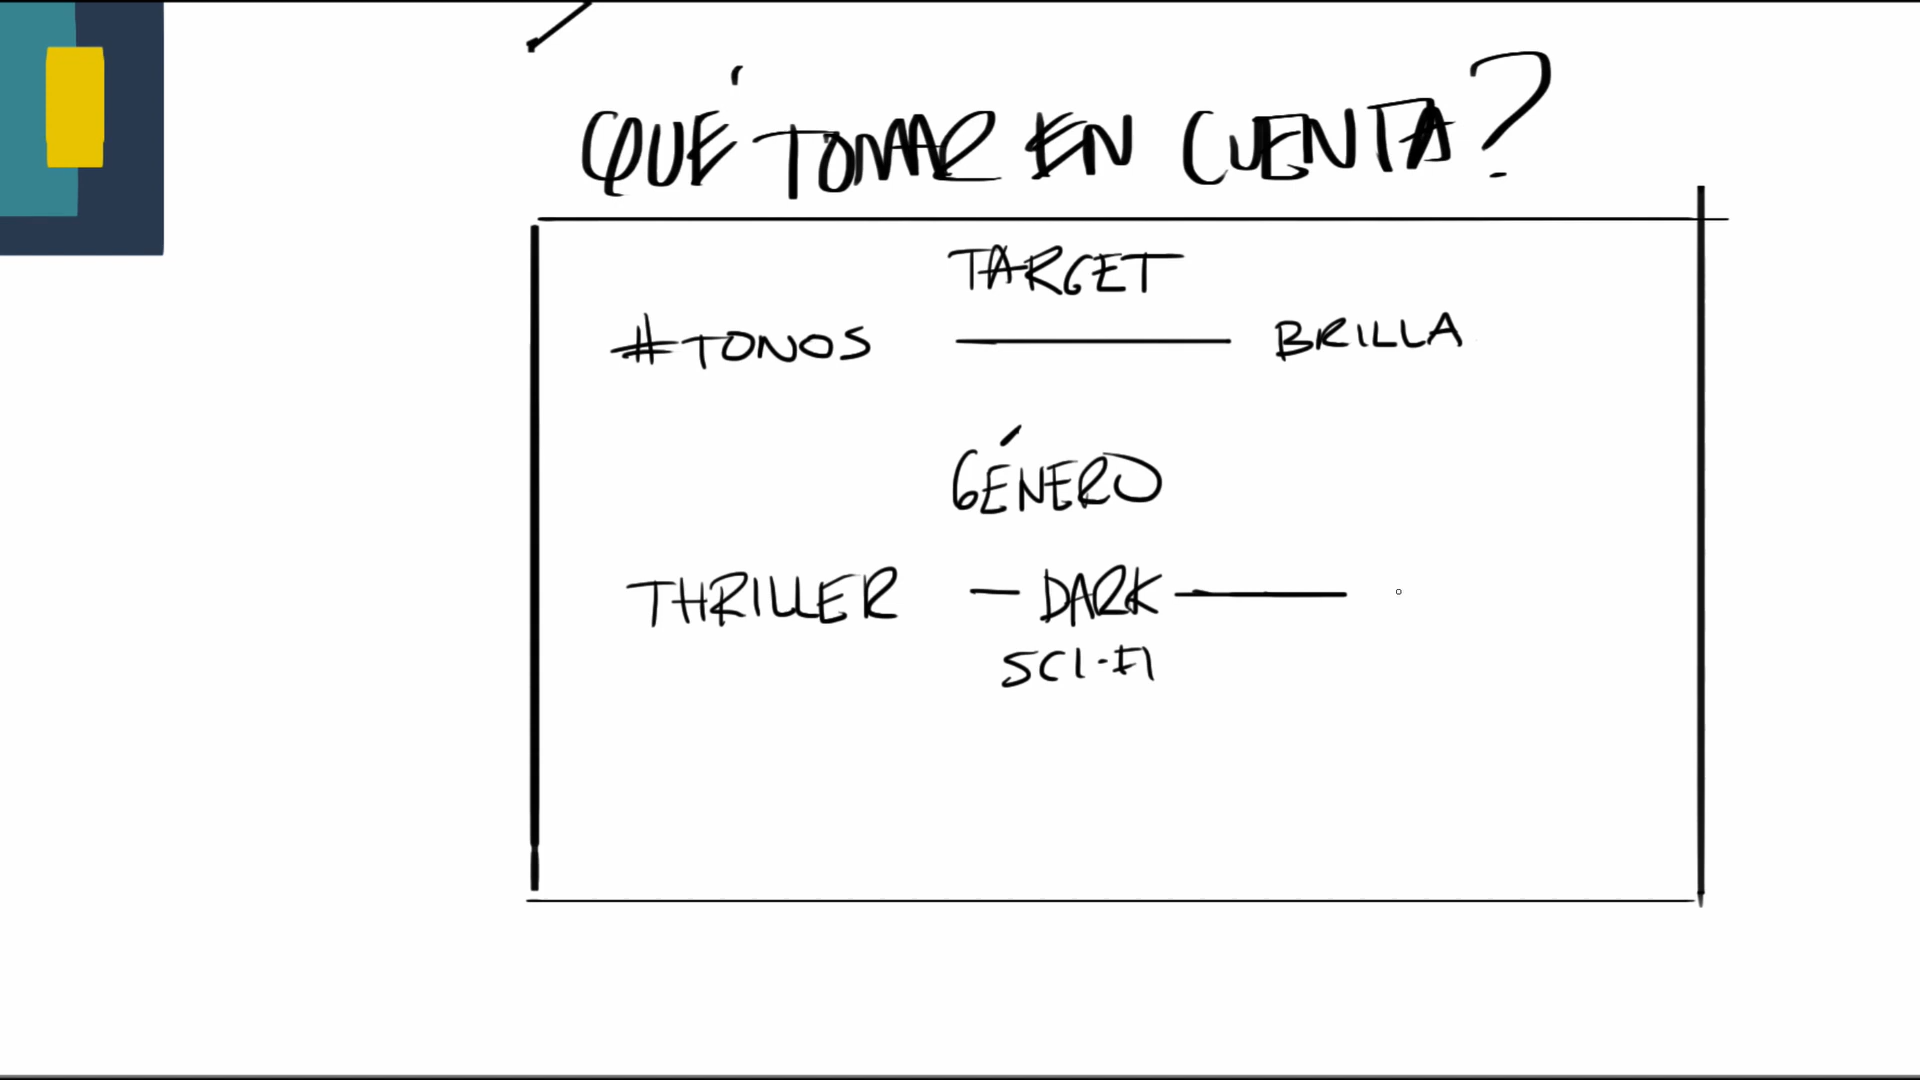 QUÉ TOMAR EN CUENTA?
TARGET
#TONOS — BRILLA
GÉNERO
THRILLER — DARK —
SCI-FI